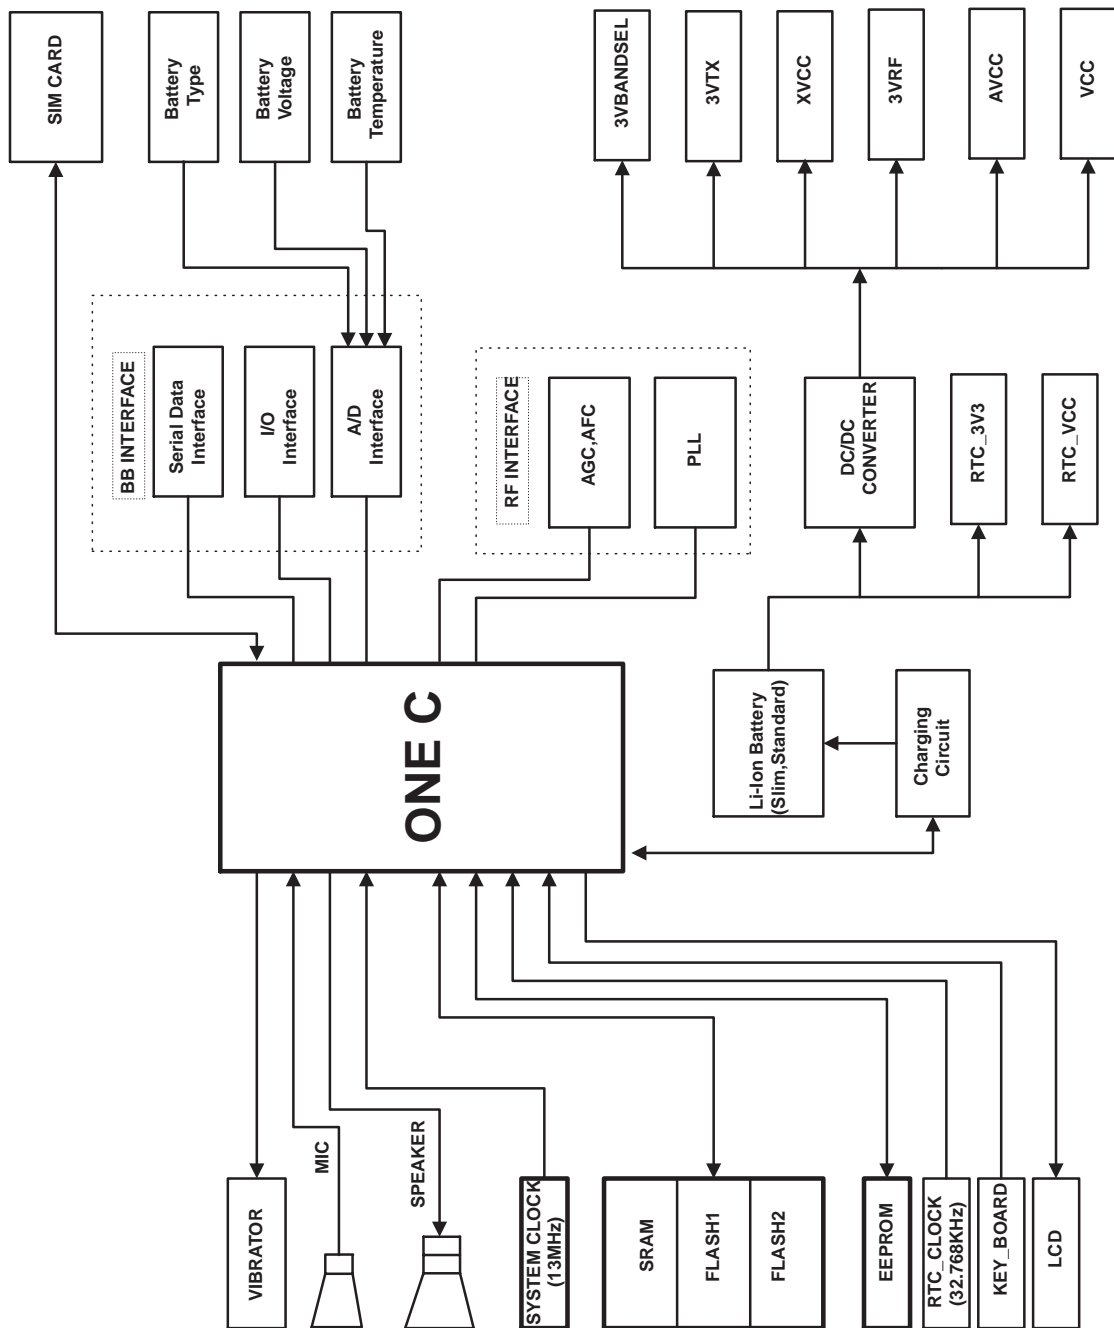 SIM CARD
Battery
Type
Battery
Voltage
Battery
Temperature
3VBANDSEL
3VTX
XVCC
3VRF
AVCC
VCC
BB INTERFACE
Serial Data
Interface
I/O
Interface
A/D
Interface
RF INTERFACE
AGC,AFC
PLL
DC/DC
CONVERTER
RTC_3V3
RTC_VCC
ONE C
Li-Ion Battery
(Slim,Standard)
Charging
Circuit
VIBRATOR
MIC
SPEAKER
SYSTEM CLOCK
(13MHz)
SRAM
FLASH1
FLASH2
EEPROM
RTC_CLOCK
(32.768KHz)
KEY_BOARD
LCD